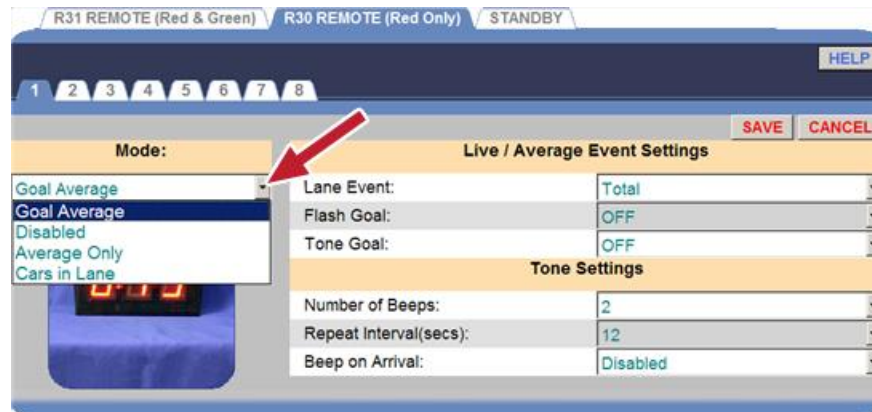 R31 REMOTE (Red & Green) R30 REMOTE (Red Only) STANDBY
HELP
1 2 3 4 5 6 7 8
SAVE CANCEL
Mode: Live / Average Event Settings
Goal Average Lane Event: Total
Goal Average Flash Goal: OFF
Disabled
Average Only Tone Goal: OFF
Cars in Lane Tone Settings
Number of Beeps: 2
Repeat Interval(secs): 12
Beep on Arrival: Disabled